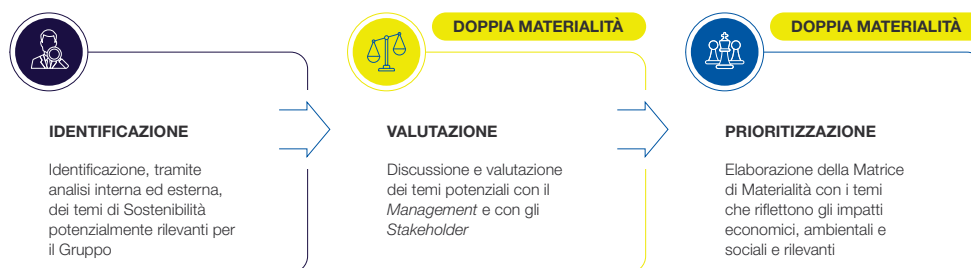 DOPPIA MATERIALITÀ
DOPPIA MATERIALITÀ
IDENTIFICAZIONE
Identificazione, tramite
analisi interna ed esterna,
dei temi di Sostenibilità
potenzialmente rilevanti per
il Gruppo
VALUTAZIONE
Discussione e valutazione
dei temi potenziali con il
Management e con gli
Stakeholder
PRIORITIZZAZIONE
Elaborazione della Matrice
di Materialità con i temi
che riflettono gli impatti
economici, ambientali e
sociali e rilevanti